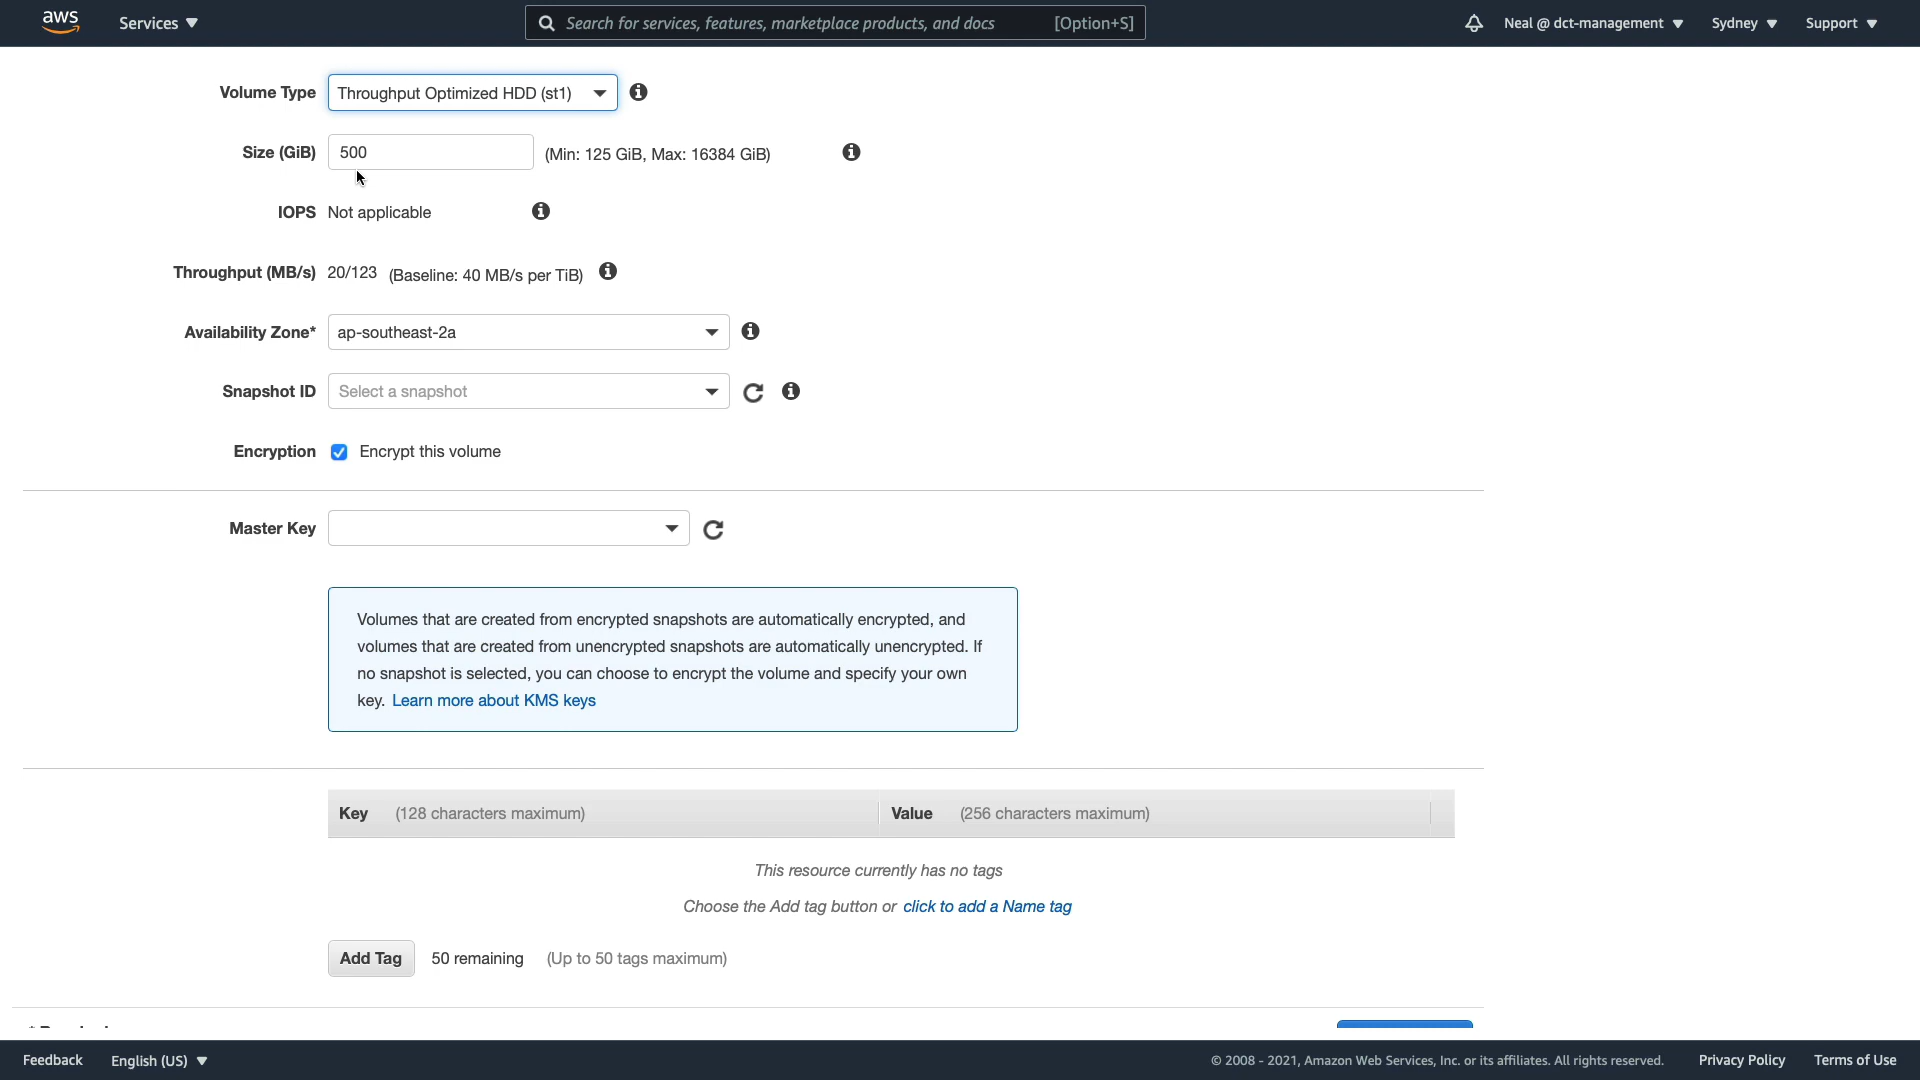 aws
Services
Search for services, features, marketplace products, and docs [Option+S]
Neal @ dct-management
Sydney
Support
Volume Type Throughput Optimized HDD (st1)
Size (GiB) 500 (Min: 125 GiB, Max: 16384 GiB)
IOPS Not applicable
Throughput (MB/s) 20/123 (Baseline: 40 MB/s per TiB)
Availability Zone* ap-southeast-2a
Snapshot ID Select a snapshot
Encryption Encrypt this volume
Master Key
Volumes that are created from encrypted snapshots are automatically encrypted, and
volumes that are created from unencrypted snapshots are automatically unencrypted. If
no snapshot is selected, you can choose to encrypt the volume and specify your own
key. Learn more about KMS keys
Key (128 characters maximum) Value (256 characters maximum)
This resource currently has no tags
Choose the Add tag button or click to add a Name tag
Add Tag 50 remaining (Up to 50 tags maximum)
Feedback English (US) © 2008 - 2021, Amazon Web Services, Inc. or its affiliates. All rights reserved. Privacy Policy Terms of Use